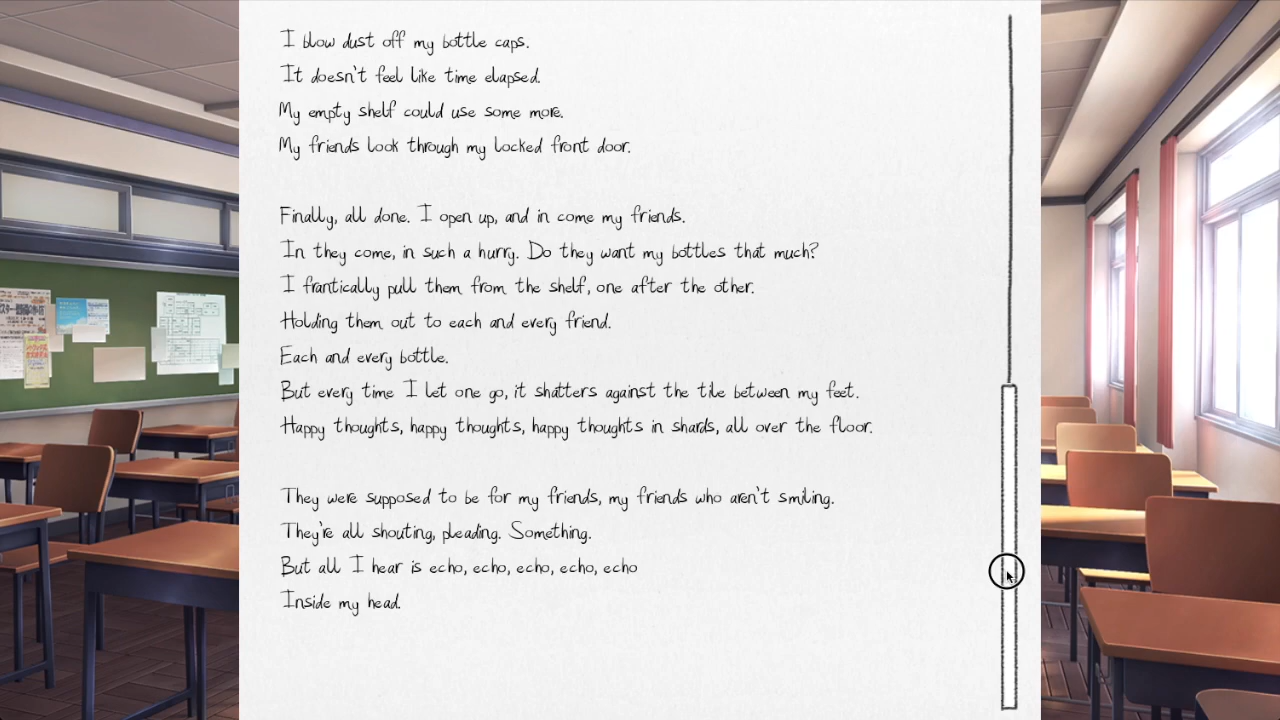 I blow dust off my bottle caps.
It doesn't feel like time elapsed.
My empty shelf could use some more.
My friends look through my locked front door.
Finally, all done. I open up, and in come my friends.
In they come, in such a hurry. Do they want my bottles that much?
I frantically pull them from the shelf, one after the other.
Holding them out to each and every friend.
Each and every bottle.
But every time I let one go, it shatters against the tile between my feet.
Happy thoughts, happy thoughts, happy thoughts in shards, all over the floor.
They were supposed to be for my friends, my friends who aren't smiling.
They're all shouting, pleading. Something.
But all I hear is echo, echo, echo, echo, echo
Inside my head.